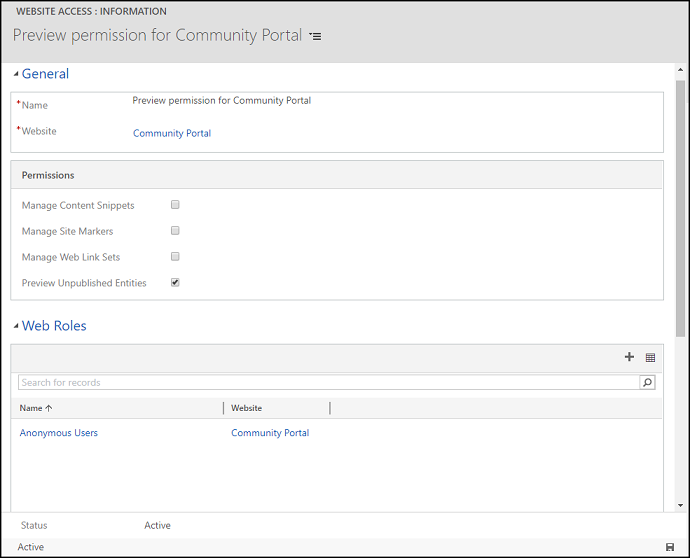 WEBSITE ACCESS : INFORMATION
Preview permission for Community Portal
General
*Name Preview permission for Community Portal
*Website Community Portal
Permissions
Manage Content Snippets
Manage Site Markers
Manage Web Link Sets
Preview Unpublished Entities
Web Roles
Search for records
Name ↑ Website
Anonymous Users Community Portal
Status Active
Active